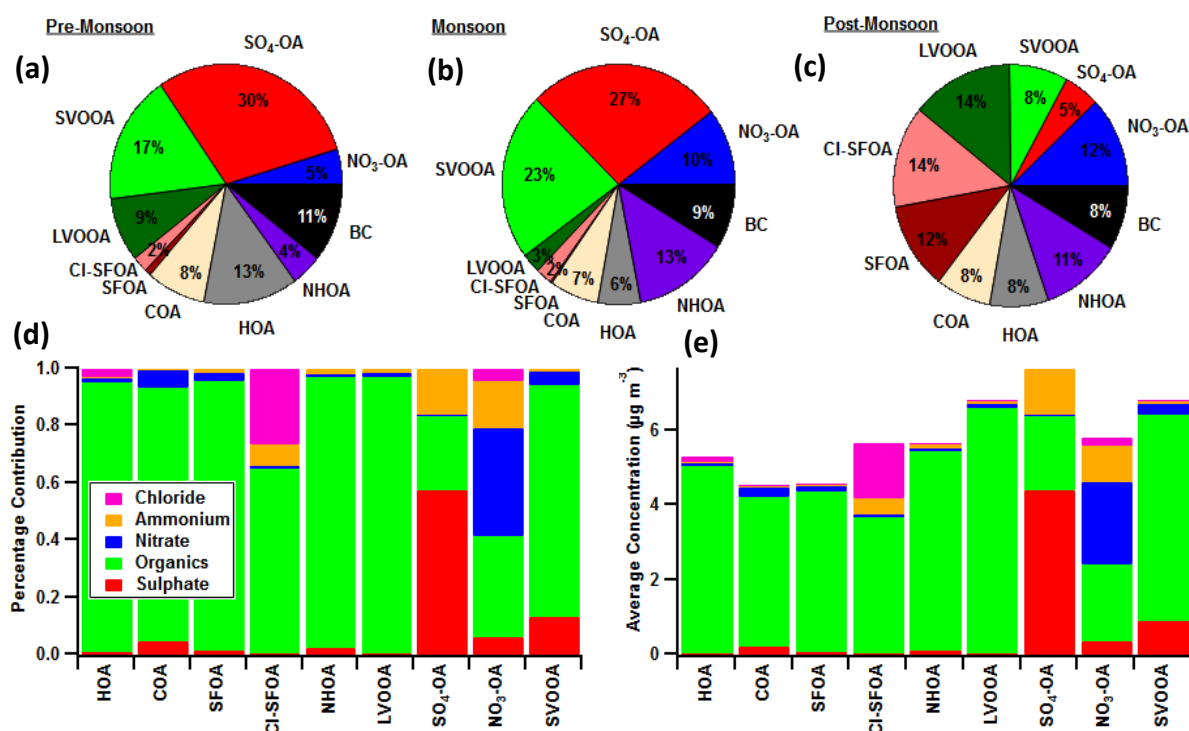 Pre-Monsoon
Monsoon
Post-Monsoon
(a)
(b)
(c)
SO₄-OA
30%
NO₃-OA
5%
BC
11%
NHOA
4%
HOA
13%
COA
8%
SFOA
CI-SFOA
2%
LVOOA
9%
SVOOA
17%
SO₄-OA
27%
NO₃-OA
10%
BC
9%
NHOA
13%
HOA
6%
COA
7%
SFOA
CI-SFOA
2%
LVOOA
3%
SVOOA
23%
LVOOA
14%
SVOOA
8%
SO₄-OA
5%
NO₃-OA
12%
BC
8%
NHOA
11%
HOA
8%
COA
8%
SFOA
12%
CI-SFOA
14%
(d)
Percentage Contribution
1.0
0.8
0.6
0.4
0.2
0.0
Chloride
Ammonium
Nitrate
Organics
Sulphate
HOA
COA
SFOA
CI-SFOA
NHOA
LVOOA
SO₄-OA
NO₃-OA
SVOOA
(e)
Average Concentration (µg m⁻³)
6
4
2
0
HOA
COA
SFOA
CI-SFOA
NHOA
LVOOA
SO₄-OA
NO₃-OA
SVOOA